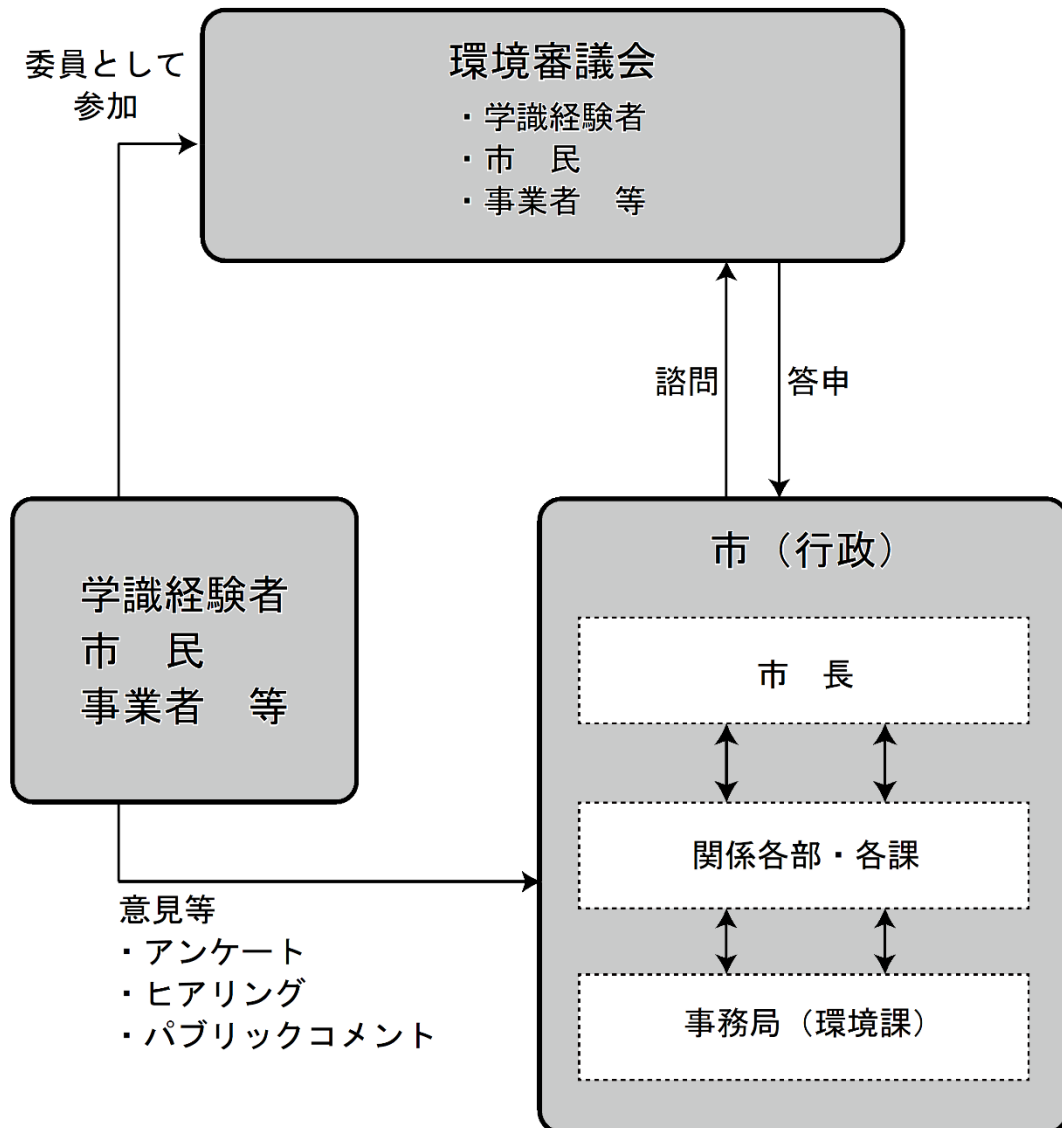 委員として
参加
環境審議会
・学識経験者
・市　民
・事業者　等
諮問
答申
学識経験者
市　民
事業者　等
意見等
・アンケート
・ヒアリング
・パブリックコメント
市（行政）
市　長
関係各部・各課
事務局（環境課）